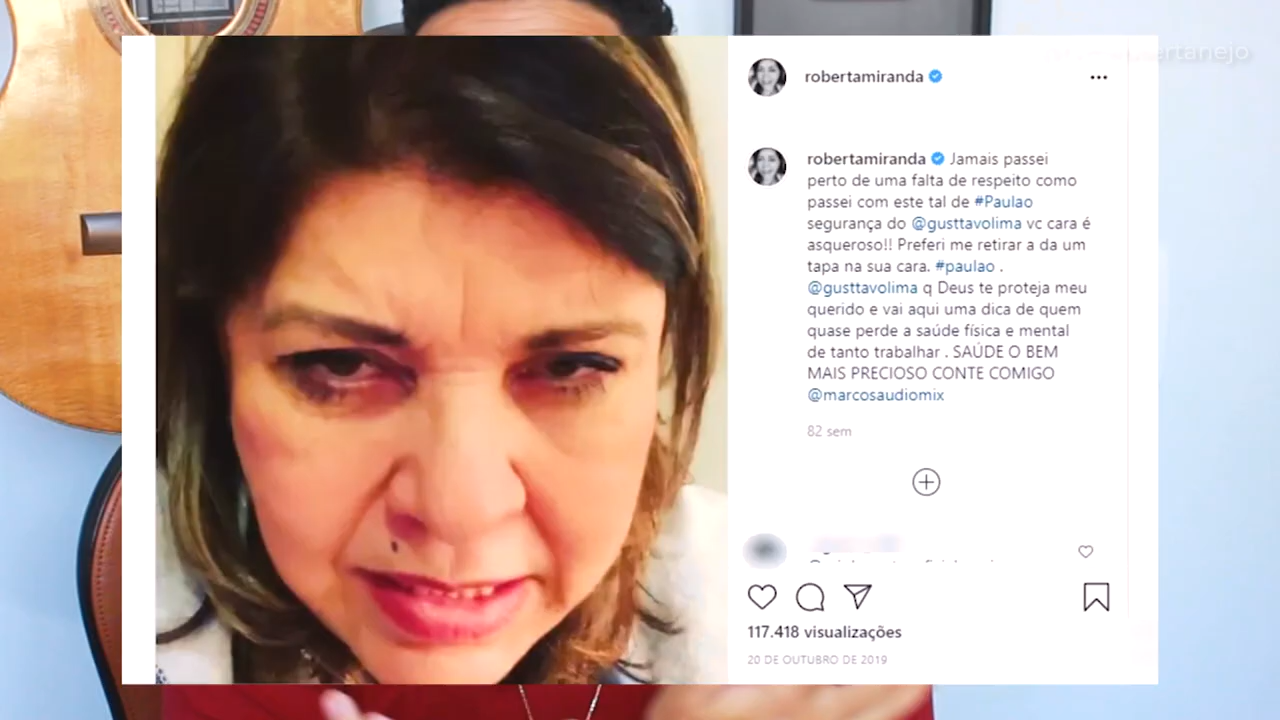 robertamiranda
robertamiranda Jamais passei
perto de uma falta de respeito como
passei com este tal de #Paulao
segurança do @gusttavolima vc cara é
asqueroso!! Preferi me retirar a da um
tapa na sua cara. #paulao .
@gusttavolima q Deus te proteja meu
querido e vai aqui uma dica de quem
quase perde a saúde física e mental
de tanto trabalhar . SAÚDE O BEM
MAIS PRECIOSO CONTE COMIGO
@marcosaudiomix
82 sem
117.418 visualizações
20 DE OUTUBRO DE 2019